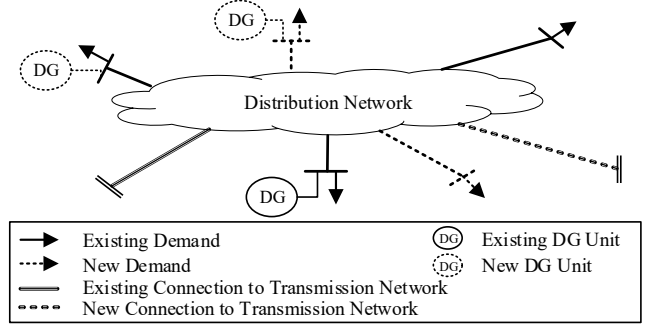 DG
DG
Distribution Network
DG
Existing Demand
DG
Existing DG Unit
New Demand
DG
New DG Unit
Existing Connection to Transmission Network
New Connection to Transmission Network